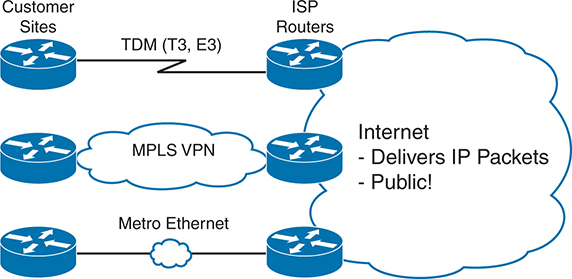 Customer
Sites
ISP
Routers
TDM (T3, E3)
MPLS VPN
Metro Ethernet
Internet
- Delivers IP Packets
- Public!